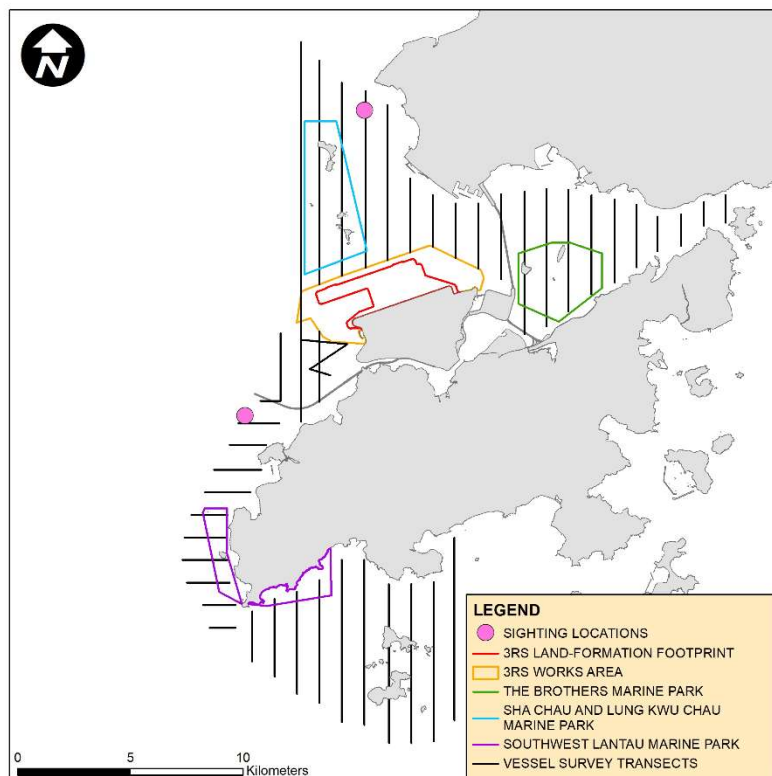 N
LEGEND
SIGHTING LOCATIONS
3RS LAND-FORMATION FOOTPRINT
3RS WORKS AREA
THE BROTHERS MARINE PARK
SHA CHAU AND LUNG KWU CHAU
MARINE PARK
SOUTHWEST LANTAU MARINE PARK
VESSEL SURVEY TRANSECTS
0 5 10
Kilometers